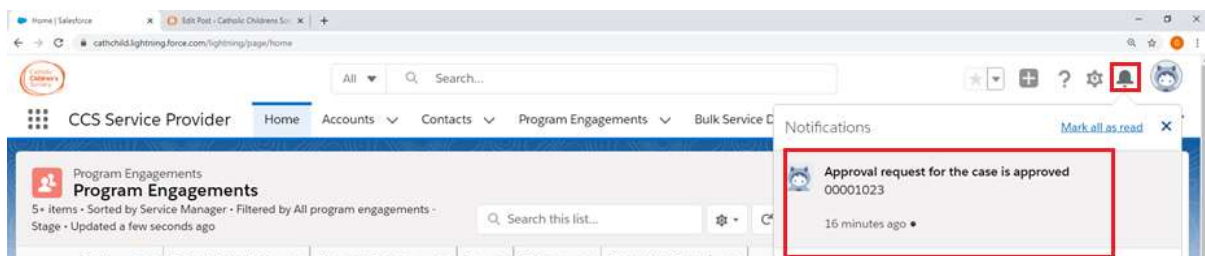 Home | Salesforce
Edit Post ‹ Catholic Childrens Soc
cathchild.lightning.force.com/lightning/page/home
Catholic Children's Society
All
Search...
CCS Service Provider
Home
Accounts
Contacts
Program Engagements
Bulk Service D
Notifications
Mark all as read
Program Engagements
Program Engagements
5+ items • Sorted by Service Manager • Filtered by All program engagements -
Stage • Updated a few seconds ago
Search this list...
Approval request for the case is approved
00001023
16 minutes ago •